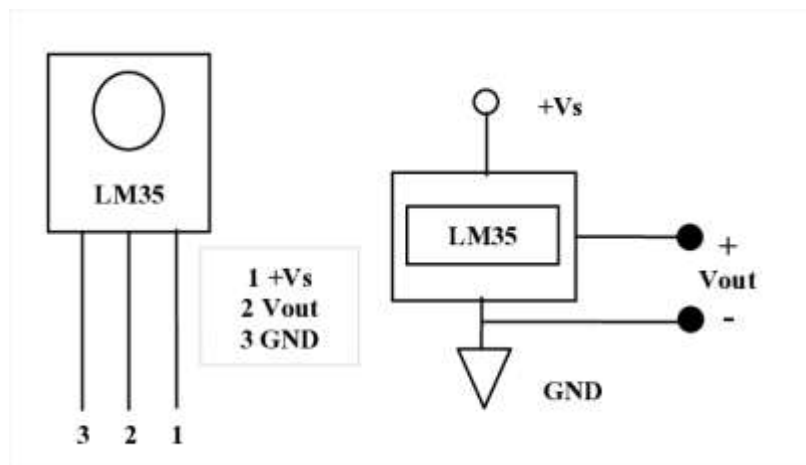 LM35
3 2 1
1 +Vs
2 Vout
3 GND
+Vs
LM35
+
Vout
-
GND